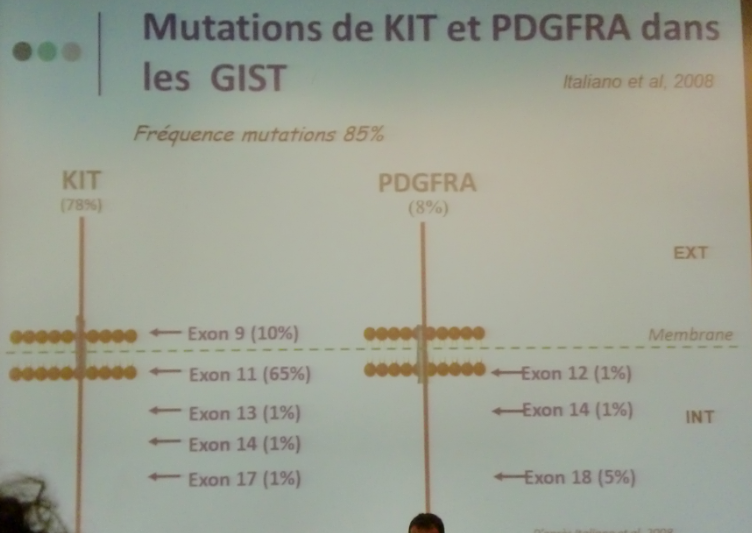 Mutations de KIT et PDGFRA dans
les GIST
Italiano et al, 2008
Fréquence mutations 85%
KIT
(78%)
PDGFRA
(8%)
EXT
Exon 9 (10%)
Membrane
Exon 11 (65%)
Exon 12 (1%)
Exon 13 (1%)
Exon 14 (1%)
INT
Exon 14 (1%)
Exon 17 (1%)
Exon 18 (5%)